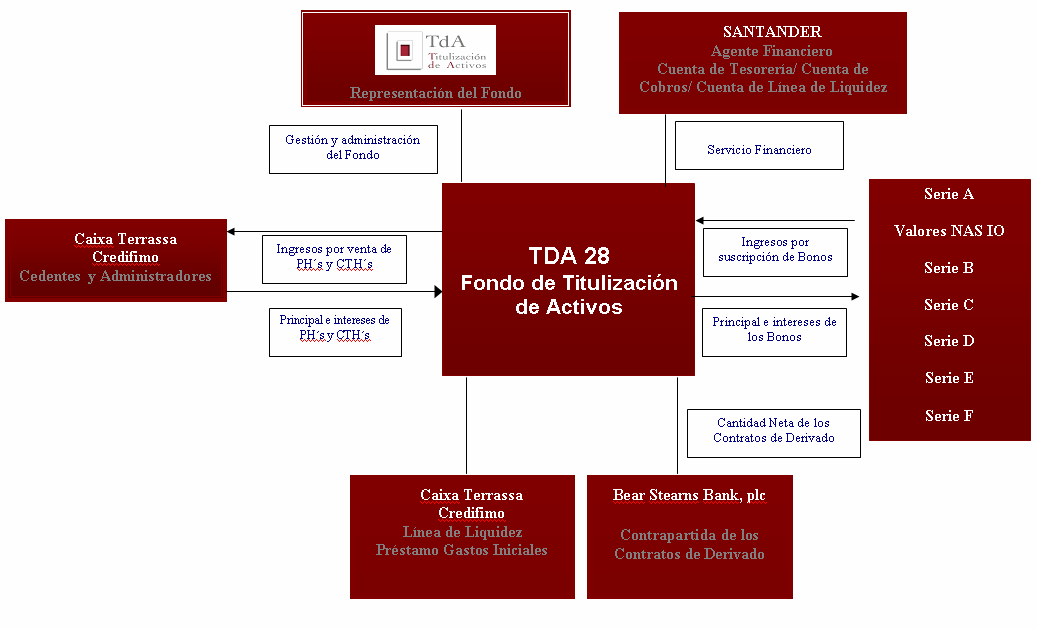 TdA
Titulización
de Activos
Representación del Fondo
SANTANDER
Agente Financiero
Cuenta de Tesorería/ Cuenta de
Cobros/ Cuenta de Línea de Liquidez
Gestión y administración
del Fondo
Servicio Financiero
Caixa Terrassa
Credifimo
Cedentes y Administradores
Ingresos por venta de
PH´s y CTH´s
Principal e intereses de
PH´s y CTH´s
TDA 28
Fondo de Titulización
de Activos
Ingresos por
suscripción de Bonos
Principal e intereses de
los Bonos
Serie A
Valores NAS IO
Serie B
Serie C
Serie D
Serie E
Serie F
Cantidad Neta de los
Contratos de Derivado
Caixa Terrassa
Credifimo
Línea de Liquidez
Préstamo Gastos Iniciales
Bear Stearns Bank, plc
Contrapartida de los
Contratos de Derivado